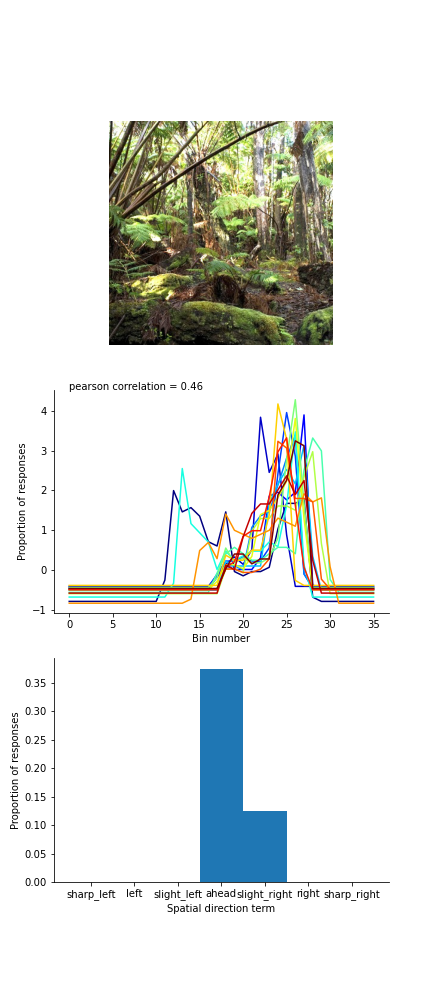 pearson correlation = 0.46
4
3
2
1
0
−1
Proportion of responses
0 5 10 15 20 25 30 35
Bin number
0.35
0.30
0.25
0.20
0.15
0.10
0.05
0.00
Proportion of responses
sharp_left left slight_left ahead slight_right right sharp_right
Spatial direction term